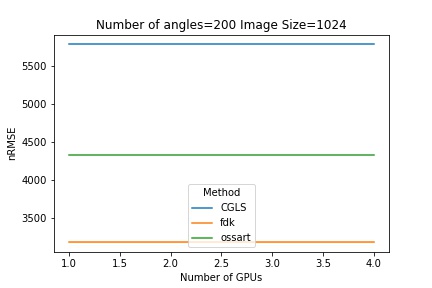 Number of angles=200 Image Size=1024
nRMSE
5500
5000
4500
4000
3500
Method
CGLS
fdk
ossart
1.0 1.5 2.0 2.5 3.0 3.5 4.0
Number of GPUs